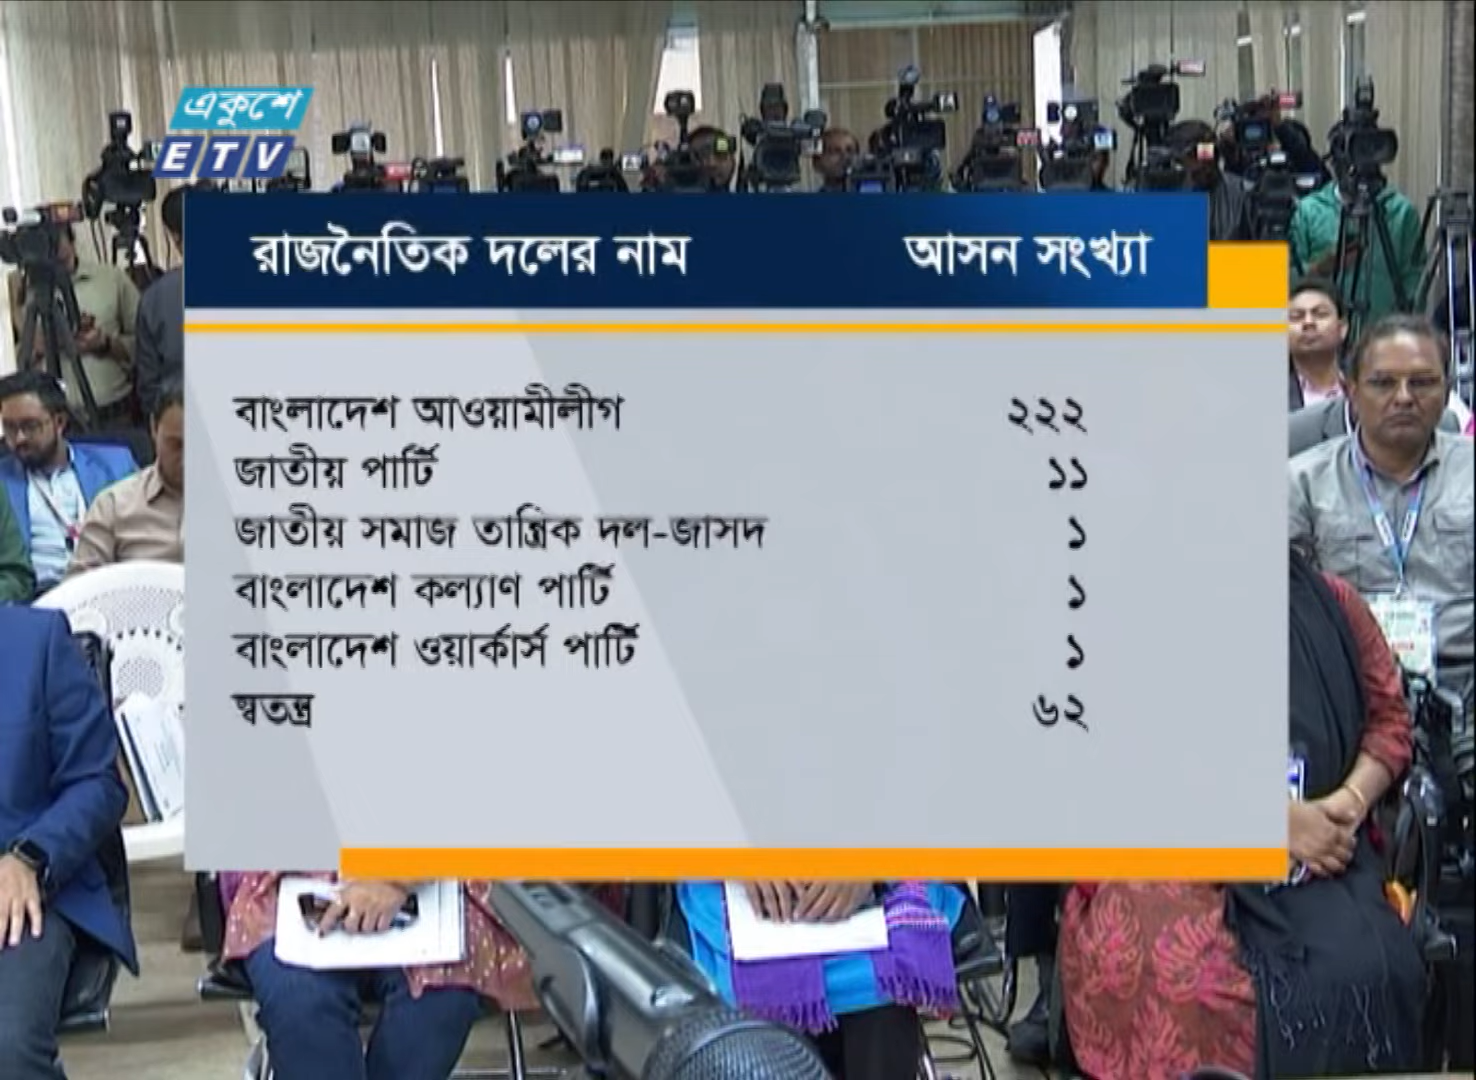 একুশে
ETV
রাজনৈতিক দলের নাম আসন সংখ্যা
বাংলাদেশ আওয়ামীলীগ ২২২
জাতীয় পার্টি ১১
জাতীয় সমাজ তান্ত্রিক দল-জাসদ ১
বাংলাদেশ কল্যাণ পার্টি ১
বাংলাদেশ ওয়ার্কার্স পার্টি ১
স্বতন্ত্র ৬২